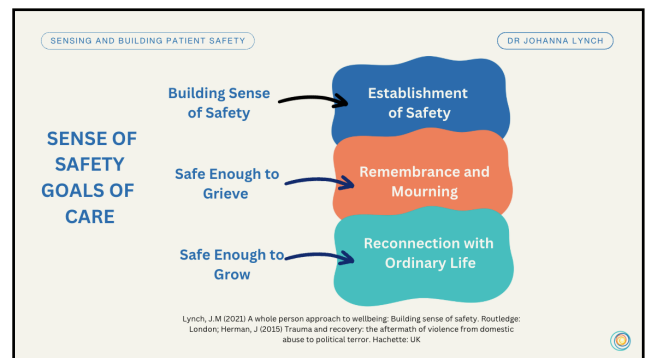 SENSING AND BUILDING PATIENT SAFETY
DR JOHANNA LYNCH
SENSE OF
SAFETY
GOALS OF
CARE
Building Sense
of Safety
Establishment
of Safety
Safe Enough to
Grieve
Remembrance and
Mourning
Safe Enough to
Grow
Reconnection with
Ordinary Life
Lynch, J.M (2021) A whole person approach to wellbeing: Building sense of safety. Routledge:
London; Herman, J (2015) Trauma and recovery: the aftermath of violence from domestic
abuse to political terror. Hachette: UK